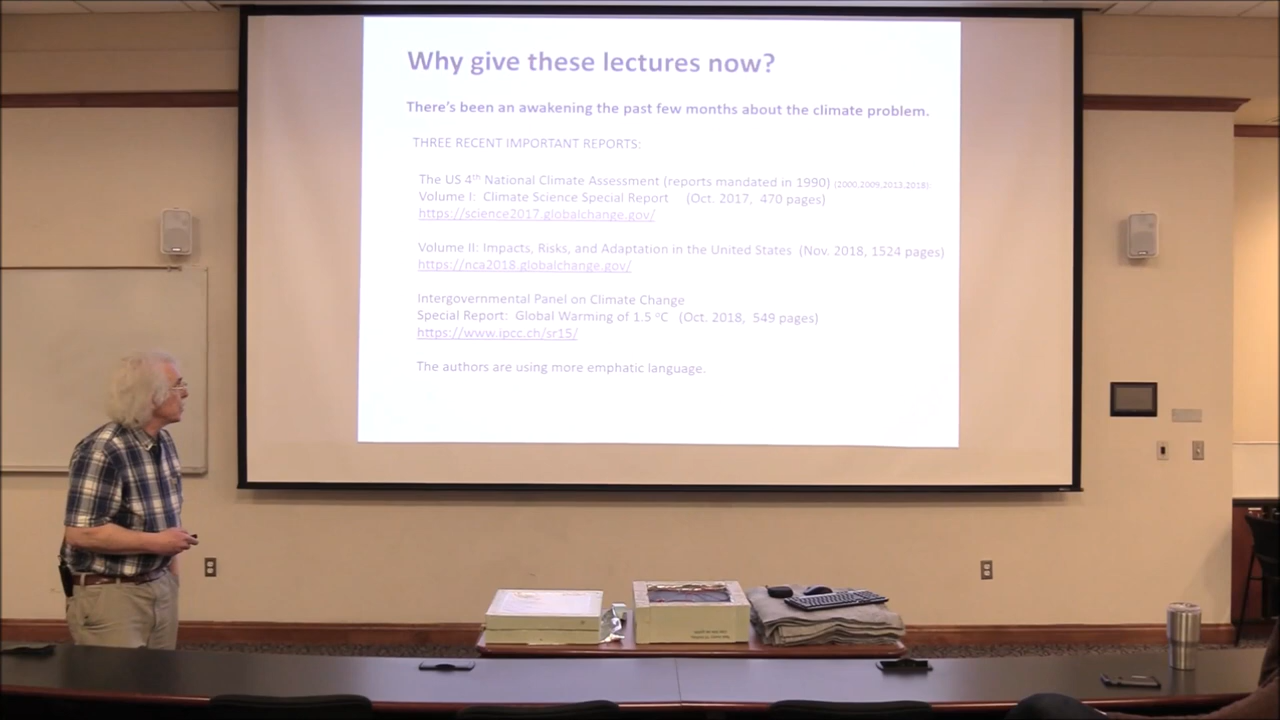 Why give these lectures now?
There's been an awakening the past few months about the climate problem.
THREE RECENT IMPORTANT REPORTS:
The US 4th National Climate Assessment (reports mandated in 1990) (2000,2009,2013,2018):
Volume I: Climate Science Special Report (Oct. 2017, 470 pages)
https://science2017.globalchange.gov/
Volume II: Impacts, Risks, and Adaptation in the United States (Nov. 2018, 1524 pages)
https://nca2018.globalchange.gov/
Intergovernmental Panel on Climate Change
Special Report: Global Warming of 1.5 °C (Oct. 2018, 549 pages)
https://www.ipcc.ch/sr15/
The authors are using more emphatic language.